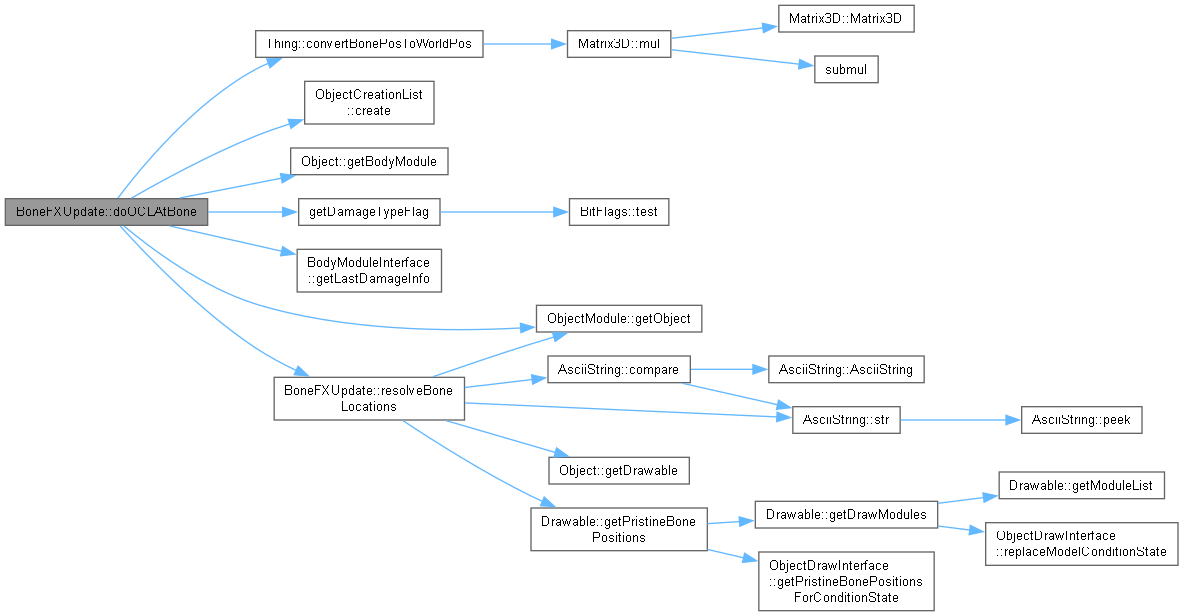 Matrix3D::Matrix3D
Thing::convertBonePosToWorldPos
Matrix3D::mul
submul
ObjectCreationList
::create
Object::getBodyModule
BoneFXUpdate::doOCLAtBone
getDamageTypeFlag
BitFlags::test
BodyModuleInterface
::getLastDamageInfo
ObjectModule::getObject
AsciiString::compare
AsciiString::AsciiString
BoneFXUpdate::resolveBone
Locations
AsciiString::str
AsciiString::peek
Object::getDrawable
Drawable::getModuleList
Drawable::getPristineBone
Positions
Drawable::getDrawModules
ObjectDrawInterface
::replaceModelConditionState
ObjectDrawInterface
::getPristineBonePositions
ForConditionState